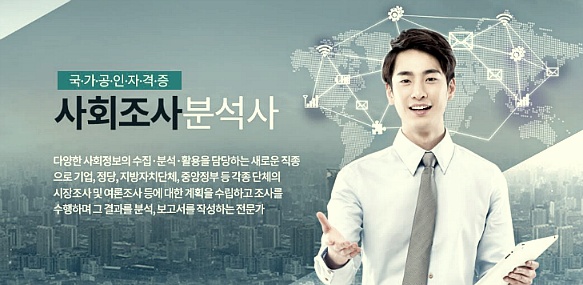 국·가·공·인·자·격·증
사회조사분석사
다양한 사회정보의 수집·분석·활용을 담당하는 새로운 직종
으로 기업, 정당, 지방자치단체, 중앙정부 등 각종 단체의
시장조사 및 여론조사 등에 대한 계획을 수립하고 조사를
수행하며 그 결과를 분석, 보고서를 작성하는 전문가